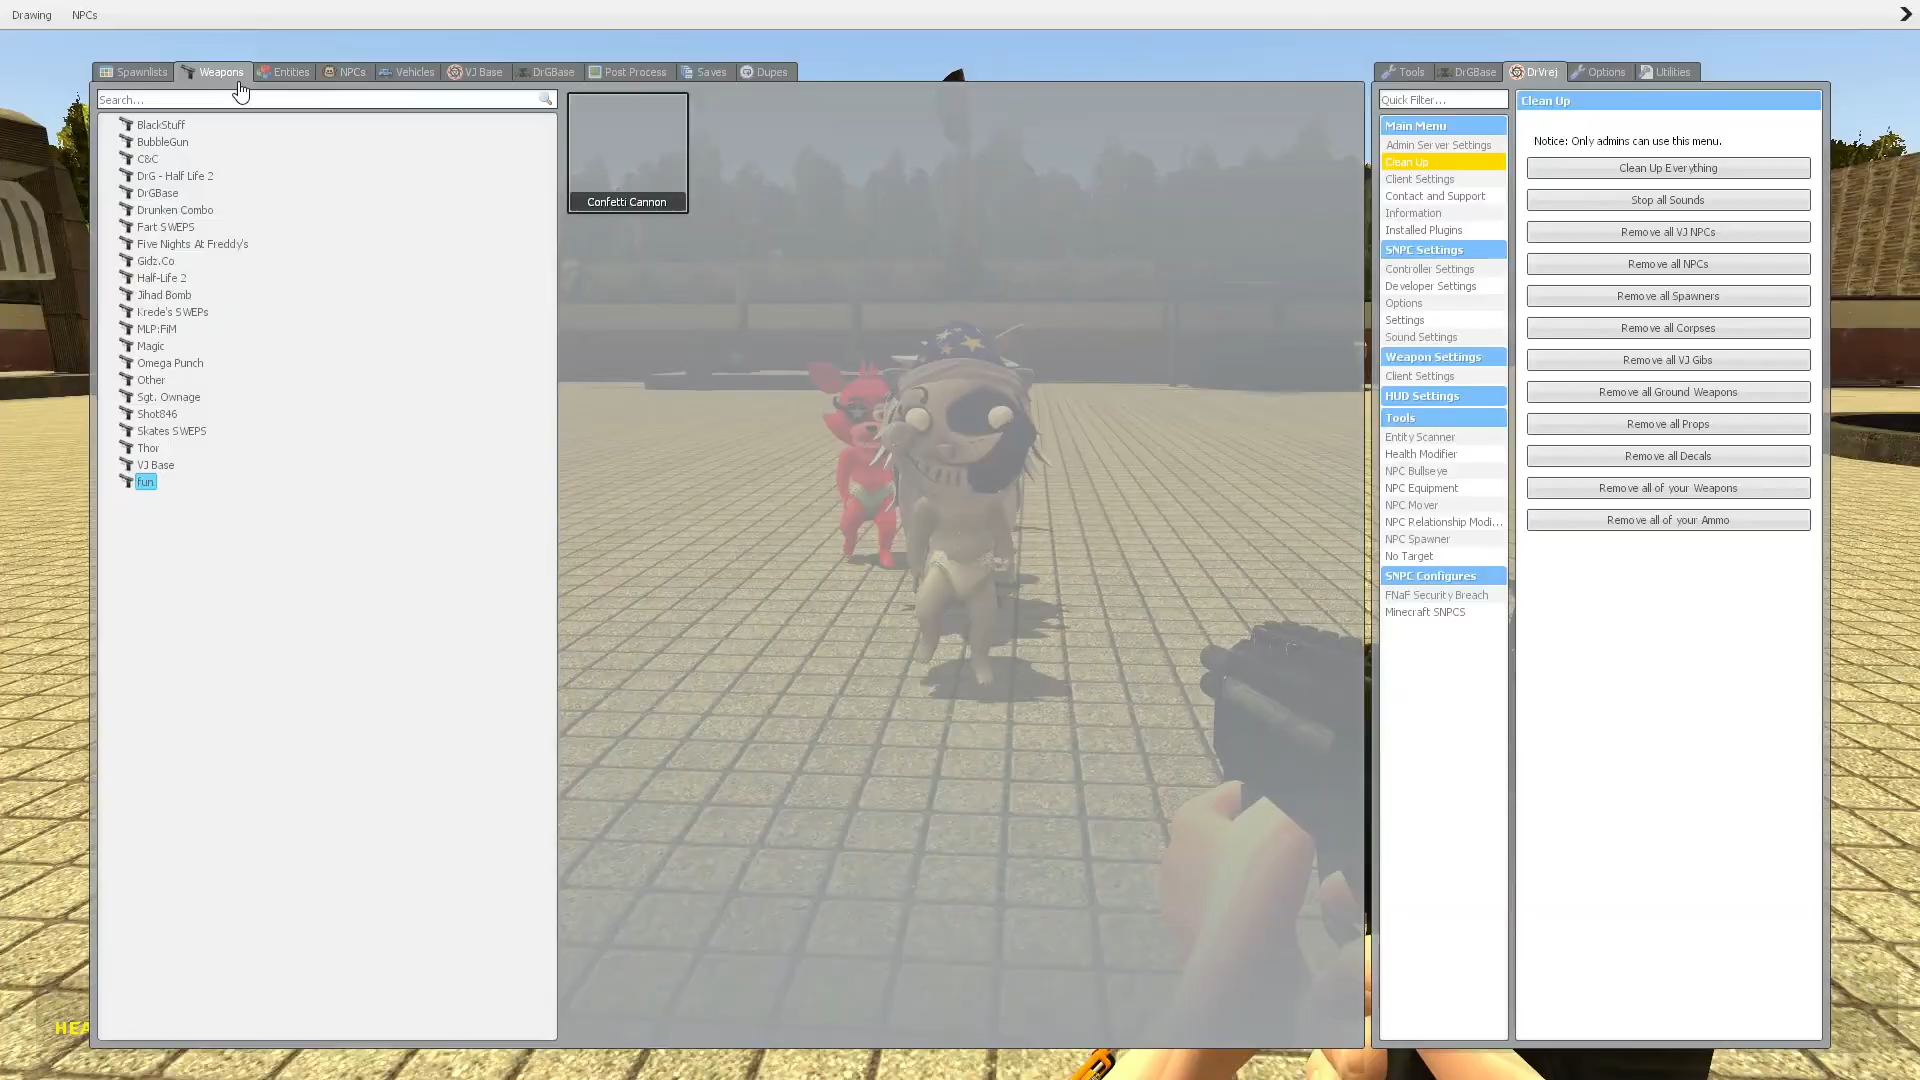 Drawing NPCs
Spawnlists Weapons Entities NPCs Vehicles VJ Base DrGBase Post Process Saves Dupes
Search...
BlackStuff
BubbleGun
C&C
DrG - Half Life 2
DrGBase
Drunken Combo
Fart SWEPS
Five Nights At Freddy's
Gidz.Co
Half-Life 2
Jihad Bomb
Krede's SWEPs
MLP:FiM
Magic
Omega Punch
Other
Sgt. Ownage
Shot846
Skates SWEPS
Thor
VJ Base
fun
Confetti Cannon
HEA
Tools DrGBase DrVrej Options Utilities
Quick Filter...
Main Menu
Admin Server Settings
Clean Up
Client Settings
Contact and Support
Information
Installed Plugins
SNPC Settings
Controller Settings
Developer Settings
Options
Settings
Sound Settings
Weapon Settings
Client Settings
HUD Settings
Tools
Entity Scanner
Health Modifier
NPC Bullseye
NPC Equipment
NPC Mover
NPC Relationship Modi...
NPC Spawner
No Target
SNPC Configures
FNaF Security Breach
Minecraft SNPCS
Clean Up
Notice: Only admins can use this menu.
Clean Up Everything
Stop all Sounds
Remove all VJ NPCs
Remove all NPCs
Remove all Spawners
Remove all Corpses
Remove all VJ Gibs
Remove all Ground Weapons
Remove all Props
Remove all Decals
Remove all of your Weapons
Remove all of your Ammo